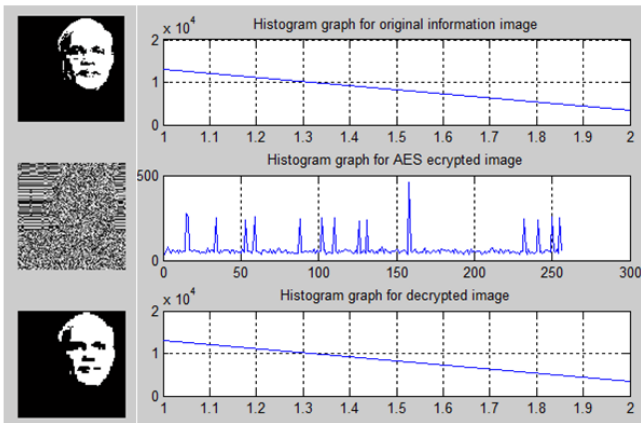 Histogram graph for original information image
x 10^4
2
1
0
1 1.1 1.2 1.3 1.4 1.5 1.6 1.7 1.8 1.9 2
Histogram graph for AES ecrypted image
500
0
0 50 100 150 200 250 300
Histogram graph for decrypted image
x 10^4
2
1
0
1 1.1 1.2 1.3 1.4 1.5 1.6 1.7 1.8 1.9 2